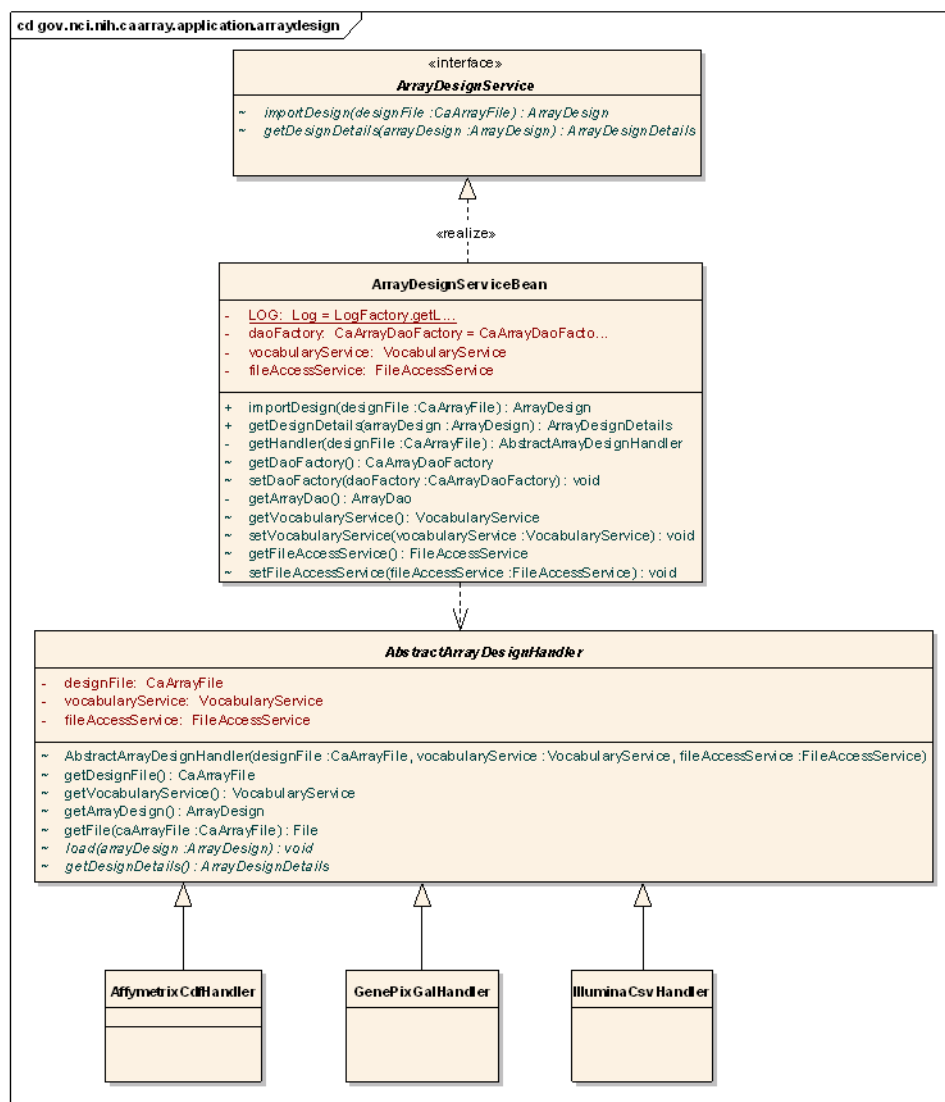 cd gov.nci.nih.caarray.application.arraydesign
«interface»
ArrayDesignService
~ importDesign(designFile :CaArrayFile) : ArrayDesign
~ getDesignDetails(arrayDesign :ArrayDesign) : ArrayDesignDetails
«realize»
ArrayDesignServiceBean
- LOG: Log = LogFactory.getL...
- daoFactory: CaArrayDaoFactory = CaArrayDaoFacto...
- vocabularyService: VocabularyService
- fileAccessService: FileAccessService
+ importDesign(designFile :CaArrayFile) : ArrayDesign
+ getDesignDetails(arrayDesign :ArrayDesign) : ArrayDesignDetails
- getHandler(designFile :CaArrayFile) : AbstractArrayDesignHandler
~ getDaoFactory() : CaArrayDaoFactory
~ setDaoFactory(daoFactory :CaArrayDaoFactory) : void
- getArrayDao() : ArrayDao
~ getVocabularyService() : VocabularyService
~ setVocabularyService(vocabularyService :VocabularyService) : void
~ getFileAccessService() : FileAccessService
~ setFileAccessService(fileAccessService :FileAccessService) : void
AbstractArrayDesignHandler
- designFile: CaArrayFile
- vocabularyService: VocabularyService
- fileAccessService: FileAccessService
~ AbstractArrayDesignHandler(designFile :CaArrayFile, vocabularyService :VocabularyService, fileAccessService :FileAccessService)
~ getDesignFile() : CaArrayFile
~ getVocabularyService() : VocabularyService
~ getArrayDesign() : ArrayDesign
~ getFile(caArrayFile :CaArrayFile) : File
~ load(arrayDesign :ArrayDesign) : void
~ getDesignDetails() : ArrayDesignDetails
AffymetrixCdfHandler
GenePixGalHandler
IlluminaCsvHandler